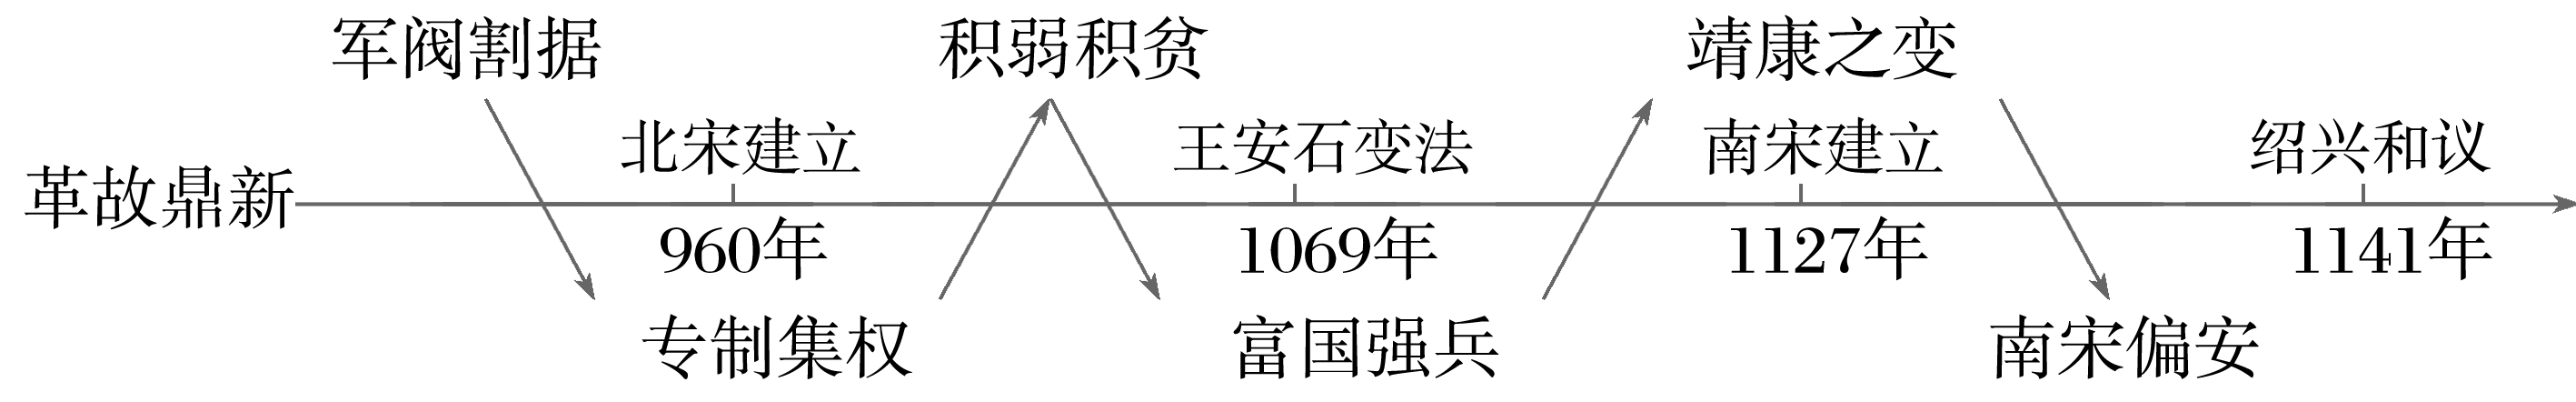 军阀割据 积弱积贫 靖康之变
北宋建立 王安石变法 南宋建立 绍兴和议
革故鼎新
960年 1069年 1127年 1141年
专制集权 富国强兵 南宋偏安